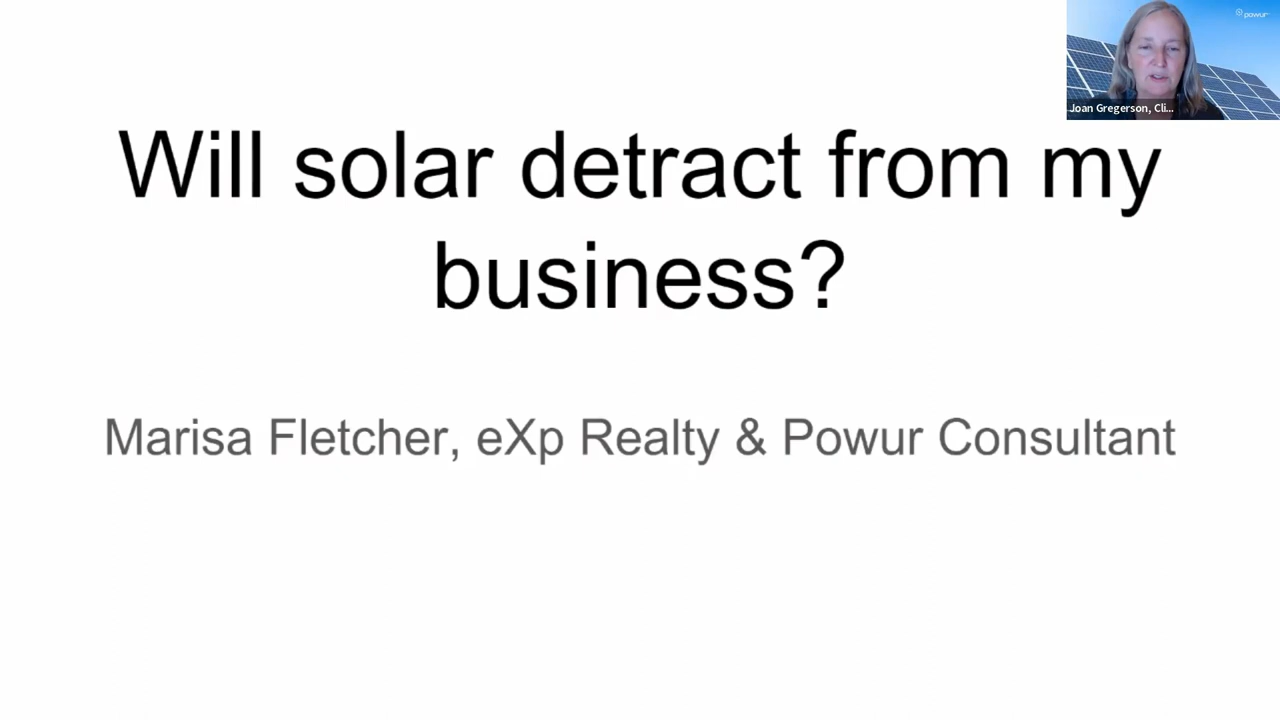 powur
Joan Gregerson, Cli...
Will solar detract from my
business?
Marisa Fletcher, eXp Realty & Powur Consultant